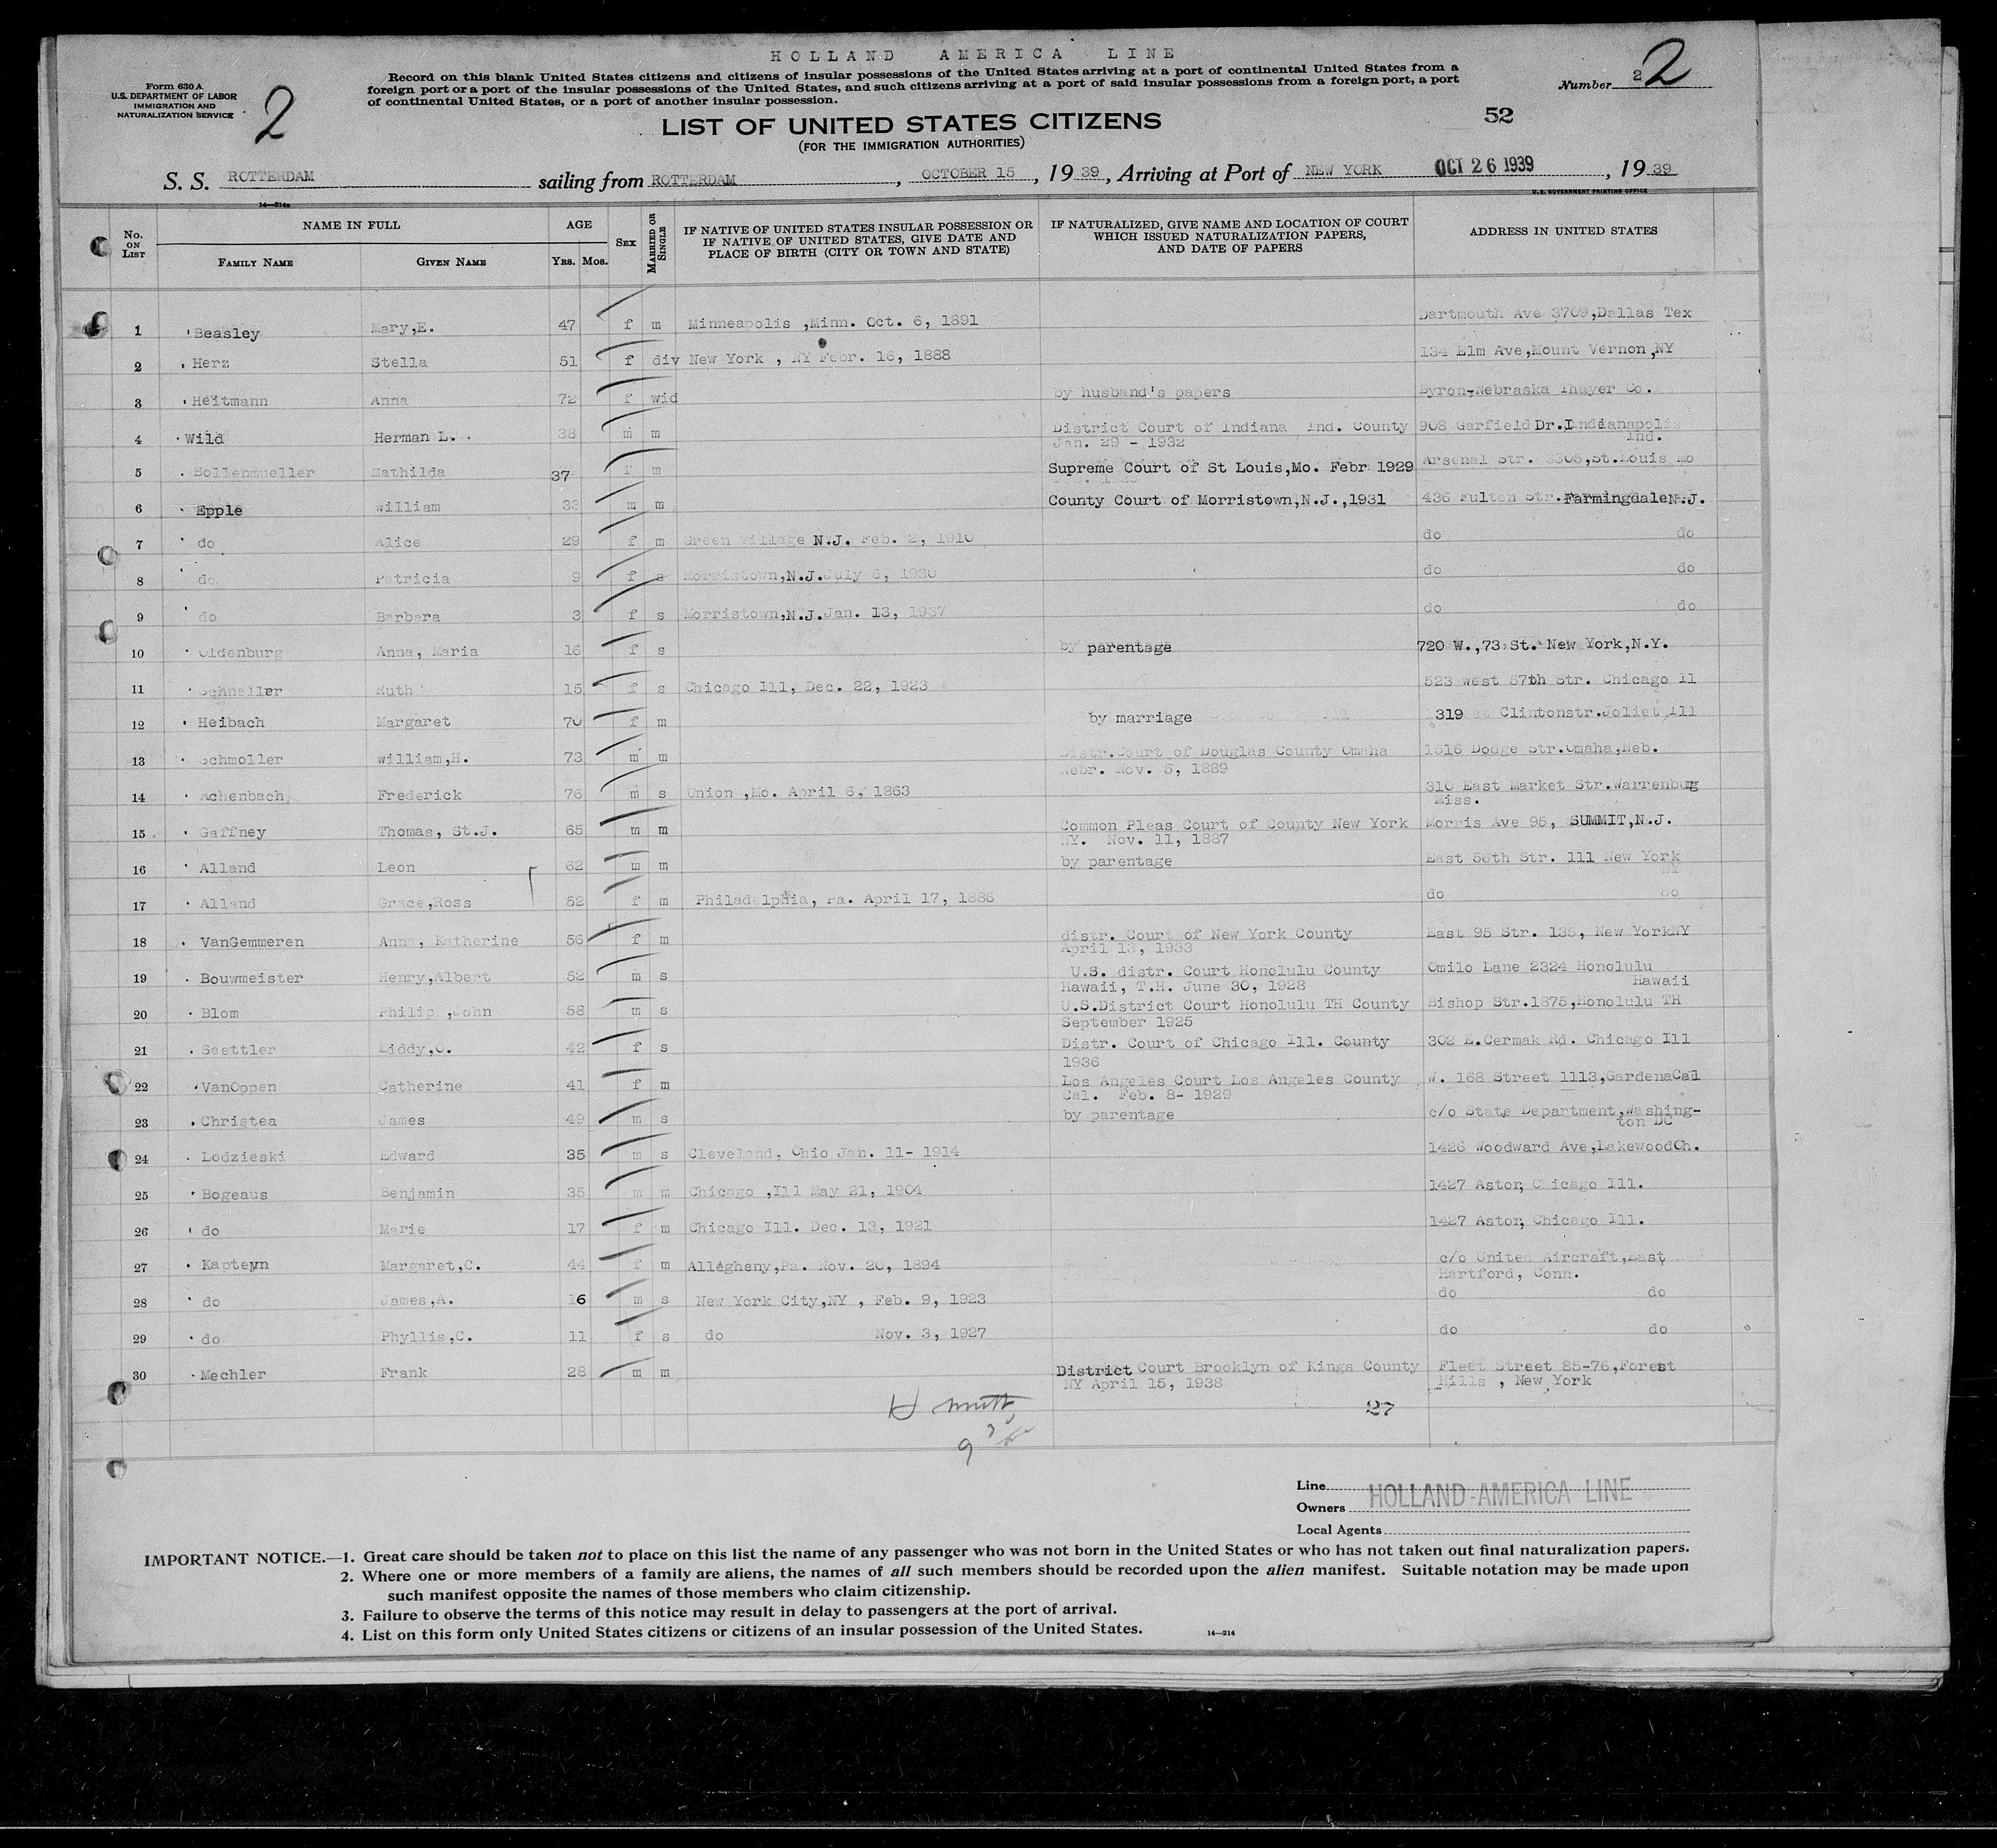 HOLLAND AMERICA LINE
Form 630 A
U.S. DEPARTMENT OF LABOR
IMMIGRATION AND
NATURALIZATION SERVICE
2
Record on this blank United States citizens and citizens of insular possessions of the United States arriving at a port of continental United States from a
foreign port or a port of the insular possessions of the United States, and such citizens arriving at a port of said insular possessions from a foreign port, a port
of continental United States, or a port of another insular possession.
Number 2 2
LIST OF UNITED STATES CITIZENS
52
(FOR THE IMMIGRATION AUTHORITIES)
S. S. ROTTERDAM sailing from ROTTERDAM , OCTOBER 15 , 19 39 , Arriving at Port of NEW YORK OCT 26 1939 , 19 39
14—214a
U.S. GOVERNMENT PRINTING OFFICE
No. ON LIST
NAME IN FULL
FAMILY NAME
GIVEN NAME
AGE
YRS. MOS.
SEX
MARRIED OR SINGLE
IF NATIVE OF UNITED STATES INSULAR POSSESSION OR
IF NATIVE OF UNITED STATES, GIVE DATE AND
PLACE OF BIRTH (CITY OR TOWN AND STATE)
IF NATURALIZED, GIVE NAME AND LOCATION OF COURT
WHICH ISSUED NATURALIZATION PAPERS,
AND DATE OF PAPERS
ADDRESS IN UNITED STATES
1 Beasley Mary,E. 47 f m Minneapolis ,Minn. Oct. 6, 1891 Dartmouth Ave 3709,Dallas Tex
2 Herz Stella 51 f div New York , NY Febr. 16, 1888 134 Elm Ave,Mount Vernon,NY
3 Heitmann Anna 72 f wid by husband's papers Byron-Nebraska Thayer Co.
4 Wild Herman L. 38 m m District Court of Indiana Ind. County 908 Garfield Dr.Indianapolis
Jan. 29 - 1932 Ind.
5 Bollenmueller Mathilda 37 f m Supreme Court of St Louis,Mo. Febr 1929 Arsenal Str. 3305,St.Louis Mo
6 Epple william 33 m m County Court of Morristown,N.J.,1931 436 Fulton Str.Farmingdale N.J.
7 do Alice 29 f m Green Village N.J. Feb. 2, 1910 do do
8 do Patricia 9 f s Morristown,N.J.July 6, 1930 do do
9 do Barbara 3 f s Morristown,N.J.Jan. 13, 1937 do do
10 Oldenburg Anna, Maria 16 f s by parentage 720 W.,73 St. New York,N.Y.
11 Schneller Ruth 15 f s Chicago Ill, Dec. 22, 1923 523 west 57th Str. Chicago Il
12 Heibach Margaret 70 f m by marriage 319 Clintonstr.Joliet,Ill
13 Schmoller william,H. 73 m m Distr.Court of Douglas County Omaha 1516 Dodge Str.Omaha,Neb.
Nebr. Nov. 5, 1889
14 Achenbach Frederick 76 m s Union ,Mo. April 6, 1863 310 East Market Str.Warrenburg
Miss.
15 Gaffney Thomas, St.J. 65 m m Common Pleas Court of County New York Morris Ave 95, SUMMIT,N.J.
NY. Nov. 11, 1887
16 Alland Leon 62 m m by parentage East 56th Str. 111 New York
NY
17 Alland Grace,Ross 52 f m Philadelphia, Pa. April 17, 1886 do do
18 VanGemmeren Anna, Katherine 56 f m distr. Court of New York County East 95 Str. 135, New YorkNY
April 13, 1933
19 Bouwmeister Henry,Albert 52 m s U.S. distr. Court Honolulu County Omilo Lane 2324 Honolulu
Hawaii, T.H. June 30, 1928 Hawaii
20 Blom Philip,John 58 m s U.S.District Court Honolulu TH County Bishop Str.1875,Honolulu TH
September 1925
21 Saettler Liddy,C. 42 f s Distr. Court of Chicago Ill. County 302 E.Cermak Rd. Chicago Ill
1936
22 VanOppen Catherine 41 f m Los Angeles Court Los Angeles County W. 168 Street 1113,GardenaCal
Cal. Feb. 8- 1929
23 Christea James 49 m s by parentage c/o State Department,Washing-
ton DC
24 Lodzieski Edward 35 m s Cleveland, Ohio Jan. 11- 1914 1426 Woodward Ave,LakewoodOh.
25 Bogeaus Benjamin 35 m m Chicago ,Ill May 21, 1904 1427 Astor, Chicago Ill.
26 do Marie 17 f m Chicago Ill. Dec. 13, 1921 1427 Astor, Chicago Ill.
27 Kapteyn Margaret,C. 44 f m Allegheny,Pa. Nov. 20, 1894 c/o United Aircraft,East
Hartford, Conn.
28 do James,A. 16 m s New York City,NY , Feb. 9, 1923 do do
29 do Phyllis,C. 11 f s do Nov. 3, 1927 do do
30 Mechler Frank 28 m m District Court Brooklyn of Kings County Fleet Street 85-76,Forest
NY April 15, 1938 Hills , New York
27
Line HOLLAND-AMERICA LINE
Owners
Local Agents
IMPORTANT NOTICE.—1. Great care should be taken not to place on this list the name of any passenger who was not born in the United States or who has not taken out final naturalization papers.
2. Where one or more members of a family are aliens, the names of all such members should be recorded upon the alien manifest. Suitable notation may be made upon
such manifest opposite the names of those members who claim citizenship.
3. Failure to observe the terms of this notice may result in delay to passengers at the port of arrival.
4. List on this form only United States citizens or citizens of an insular possession of the United States.
14—214